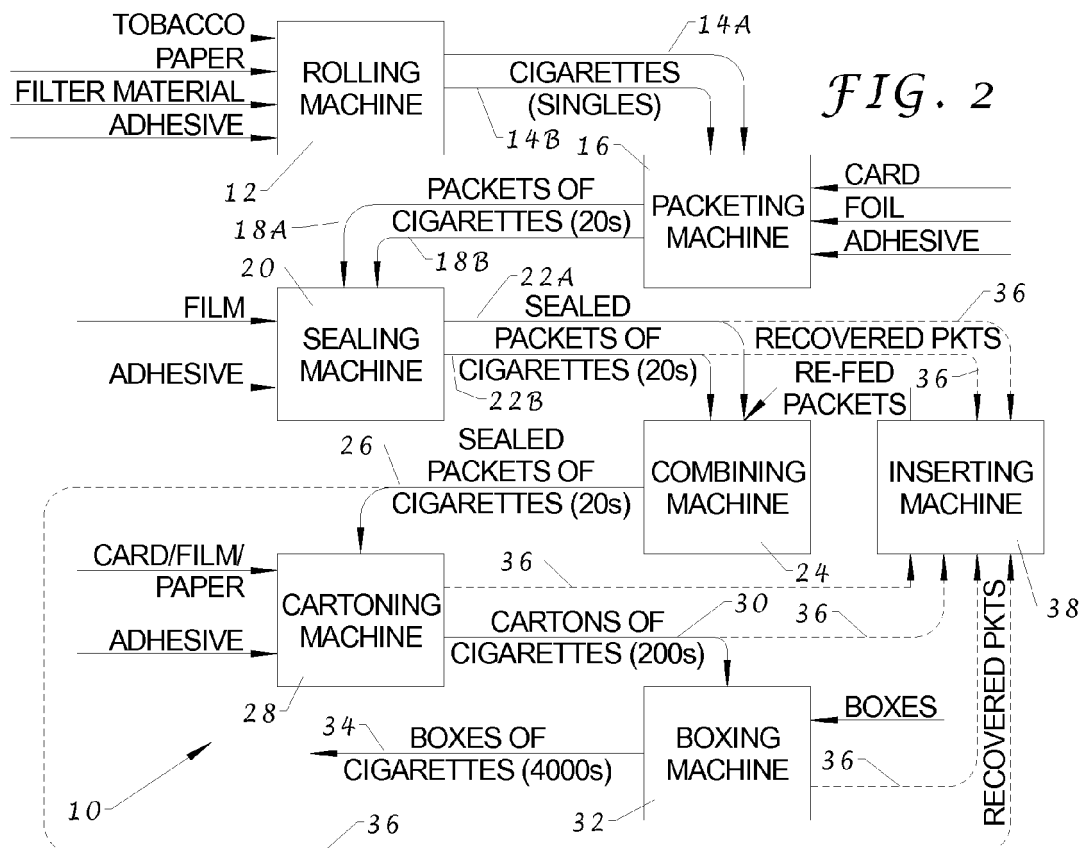 TOBACCO
PAPER
FILTER MATERIAL
ADHESIVE
ROLLING
MACHINE
12
14A
CIGARETTES
(SINGLES)
14B
FIG. 2
16
PACKETING
MACHINE
CARD
FOIL
ADHESIVE
PACKETS OF
CIGARETTES (20s)
18A
18B
20
FILM
ADHESIVE
SEALING
MACHINE
22A
SEALED
PACKETS OF
CIGARETTES (20s)
22B
36
RECOVERED PKTS
36
RE-FED
PACKETS
26
SEALED
PACKETS OF
CIGARETTES (20s)
COMBINING
MACHINE
24
INSERTING
MACHINE
38
CARD/FILM/
PAPER
ADHESIVE
CARTONING
MACHINE
28
36
30
CARTONS OF
CIGARETTES (200s)
36
RECOVERED PKTS
34
BOXES OF
CIGARETTES (4000s)
BOXING
MACHINE
32
BOXES
36
10
36